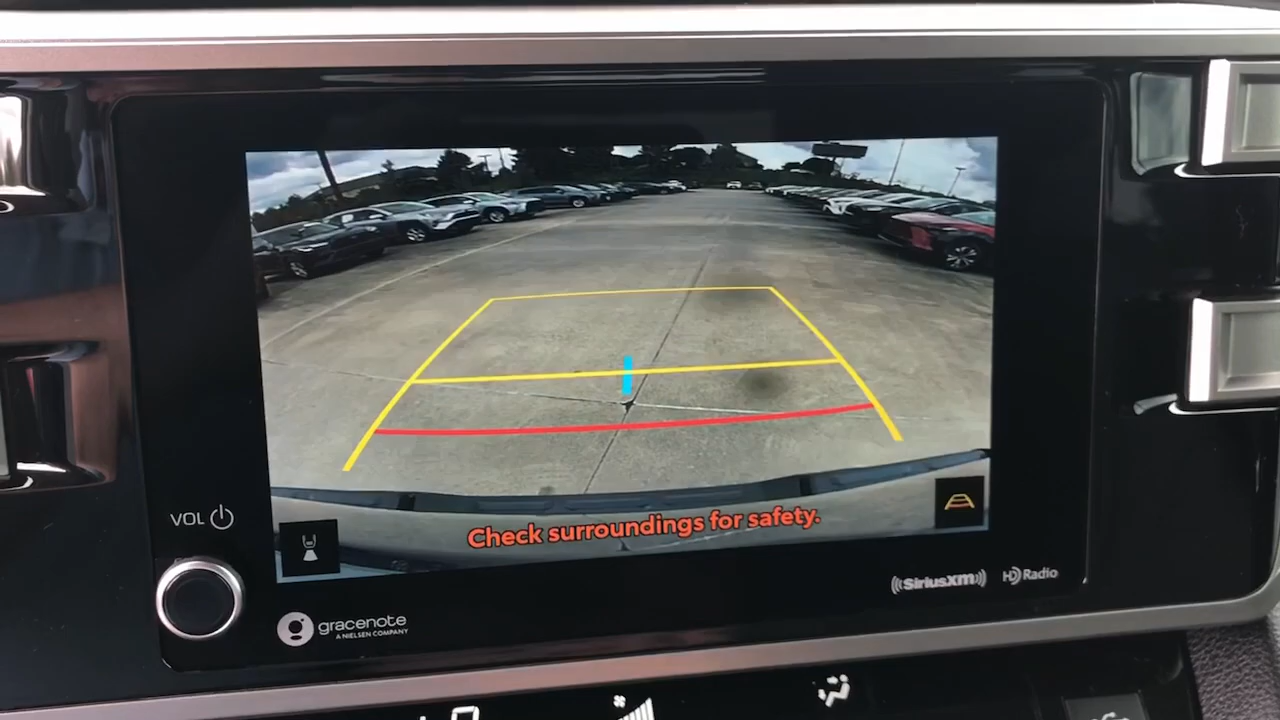 VOL
Check surroundings for safety.
((SiriusXM))
HD Radio
gracenote
A NIELSEN COMPANY